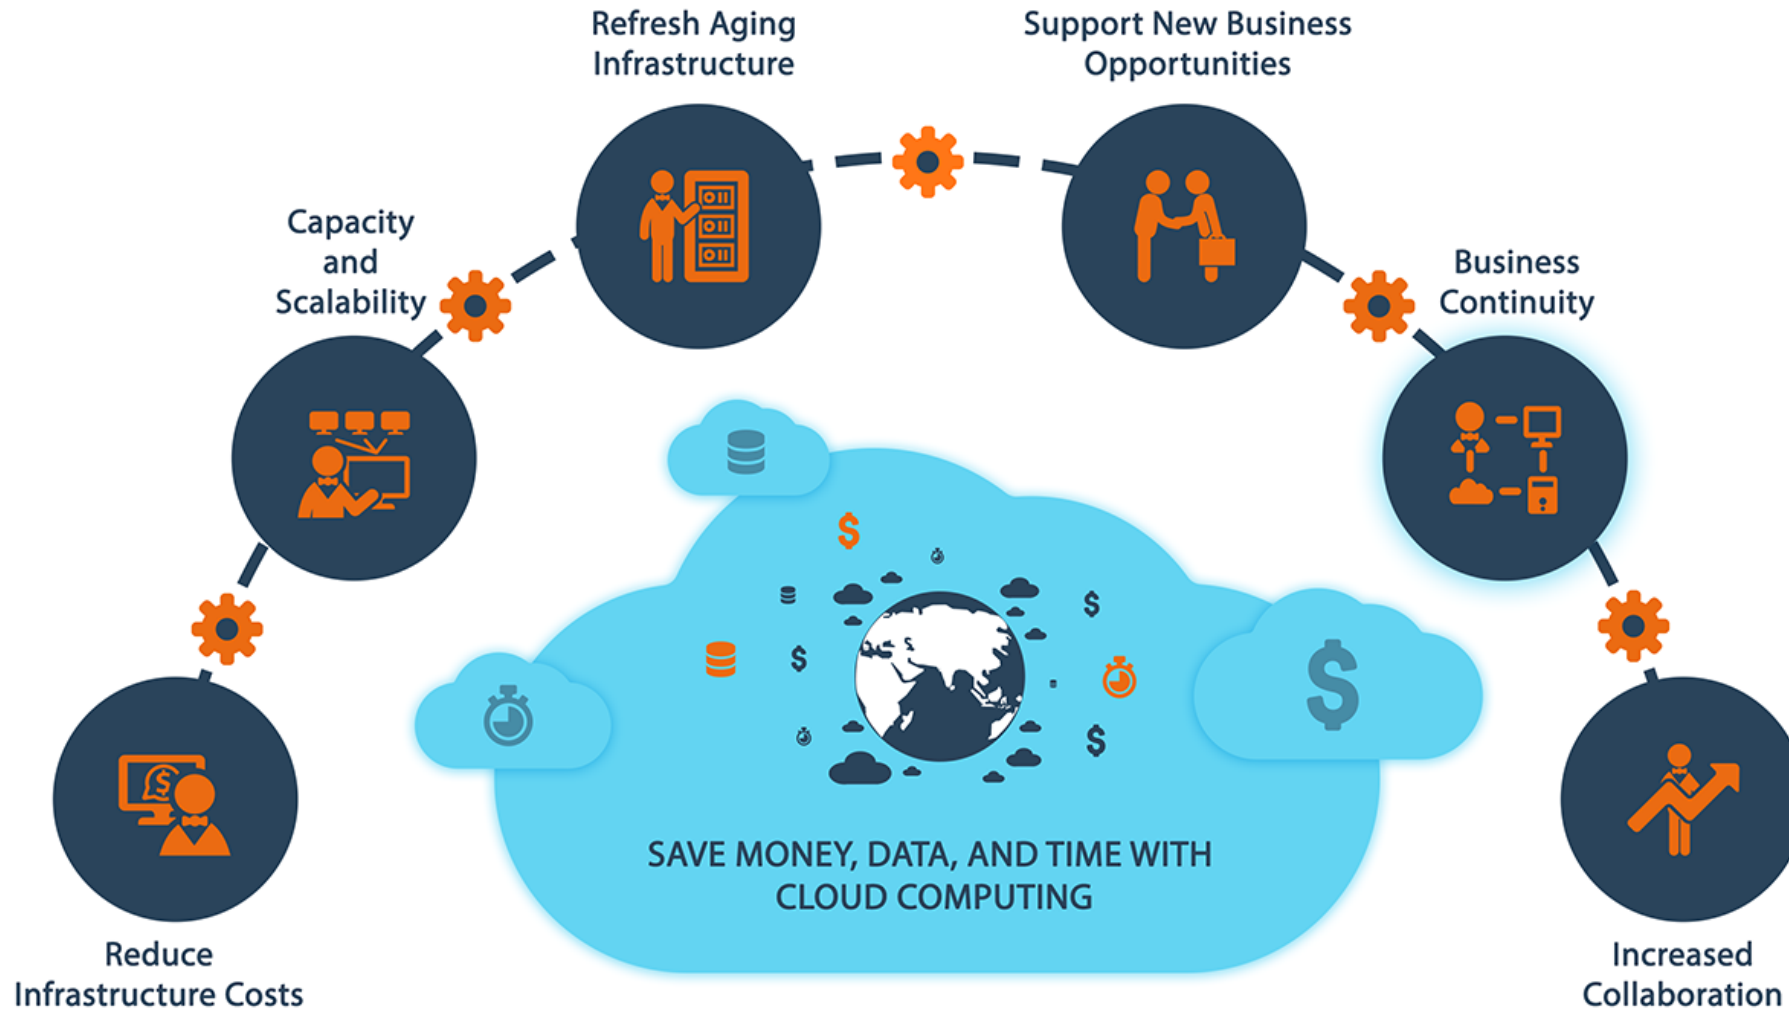 Refresh Aging
Infrastructure
Support New Business
Opportunities
Capacity
and
Scalability
Business
Continuity
$
$
$
$
$
$
SAVE MONEY, DATA, AND TIME WITH
CLOUD COMPUTING
Reduce
Infrastructure Costs
Increased
Collaboration